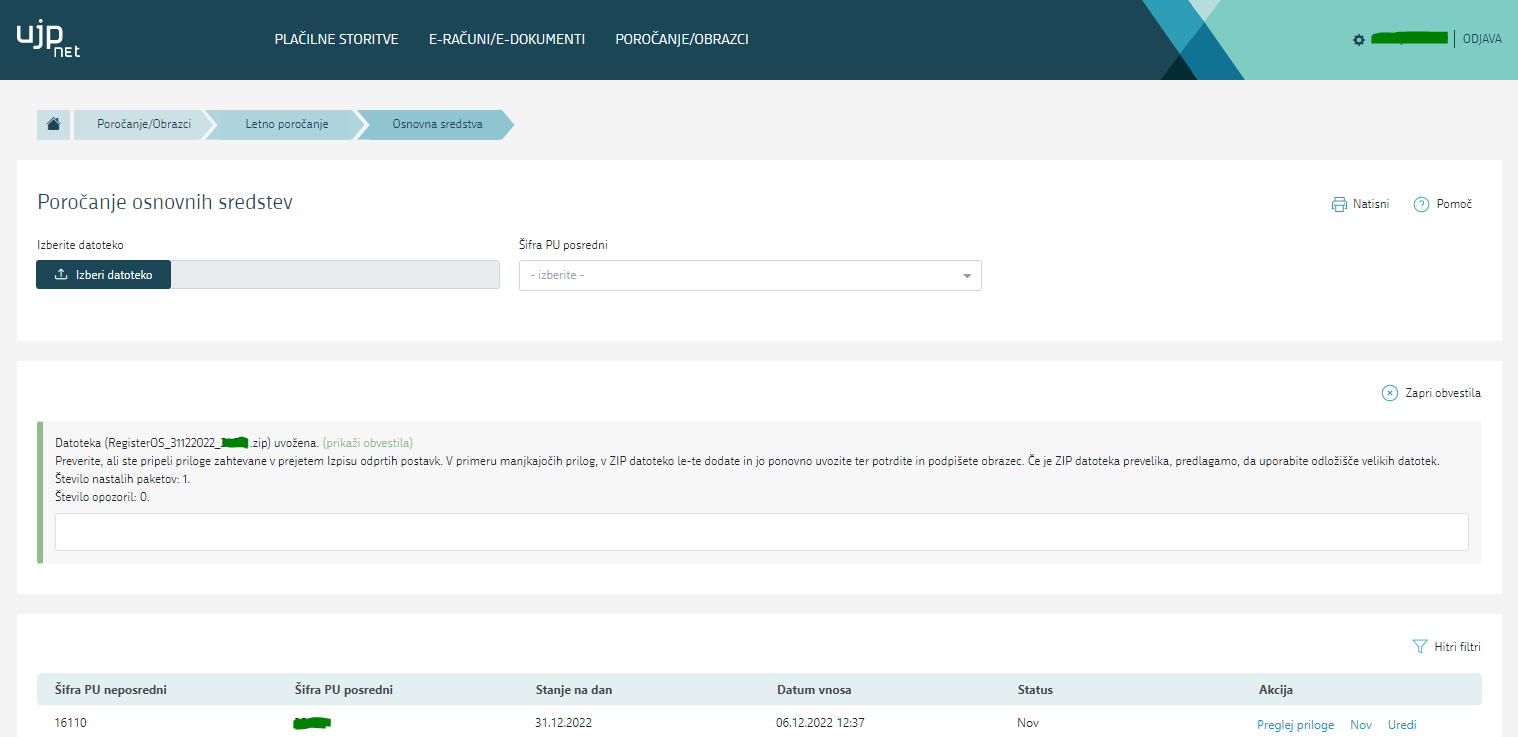 ujp
net
PLAČILNE STORITVE E-RAČUNI/E-DOKUMENTI POROČANJE/OBRAZCI
ODJAVA
Poročanje/Obrazci Letno poročanje Osnovna sredstva
Poročanje osnovnih sredstev
Natisni Pomoč
Izberite datoteko Šifra PU posredni
Izberi datoteko - izberite -
Zapri obvestila
Datoteka (RegisterOS_31122022_ .zip) uvožena. (prikaži obvestila)
Preverite, ali ste pripeli priloge zahtevane v prejetem Izpisu odprtih postavk. V primeru manjkajočih prilog, v ZIP datoteko le-te dodate in jo ponovno uvozite ter potrdite in podpišete obrazec. Če je ZIP datoteka prevelika, predlagamo, da uporabite odložišče velikih datotek.
Število nastalih paketov: 1.
Število opozoril: 0.
Hitri filtri
Šifra PU neposredni Šifra PU posredni Stanje na dan Datum vnosa Status Akcija
16110 31.12.2022 06.12.2022 12:37 Nov Preglej priloge Nov Uredi